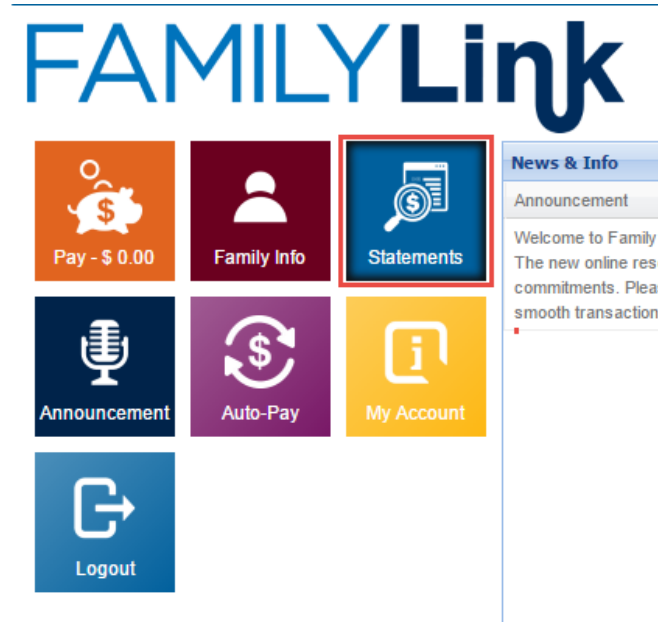 FAMILYLink
Pay - $ 0.00
Family Info
Statements
Announcement
Auto-Pay
My Account
Logout
News & Info
Announcement
Welcome to Family
The new online res
commitments. Plea
smooth transaction